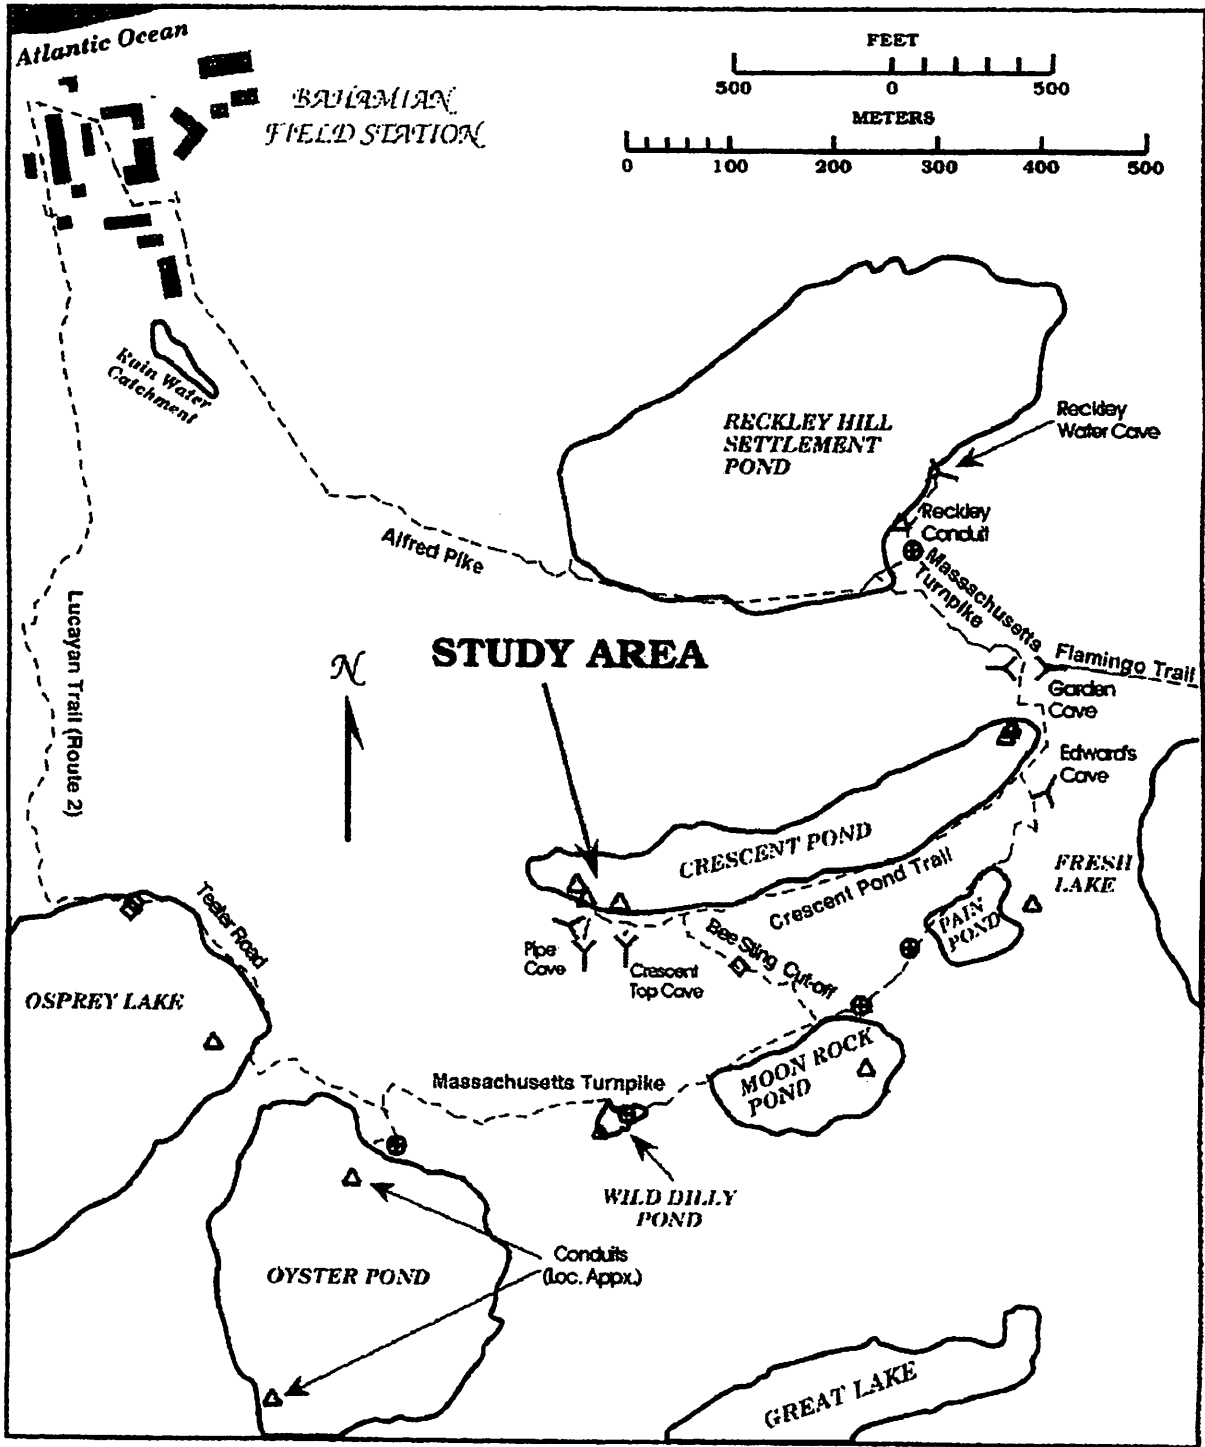 Atlantic Ocean
BAHAMIAN
FIELD STATION
FEET
500 0 500
METERS
0 100 200 300 400 500
Ruin Water
Catchment
RECKLEY HILL
SETTLEMENT
POND
Reckley
Water Cave
Reckley
Conduit
Alfred Pike
Massachusetts
Turnpike
Lucayan Trail (Route 2)
STUDY AREA
N
Flamingo Trail
Garden
Cave
Edward's
Cave
CRESCENT POND
Crescent Pond Trail
FRESH
LAKE
PAIN
POND
Teeter Road
Pipe
Cave
Crescent
Top Cave
Bee Sting Cut-off
OSPREY LAKE
MOON ROCK
POND
Massachusetts Turnpike
WILD DILLY
POND
Conduits
(Loc. Appx.)
OYSTER POND
GREAT LAKE